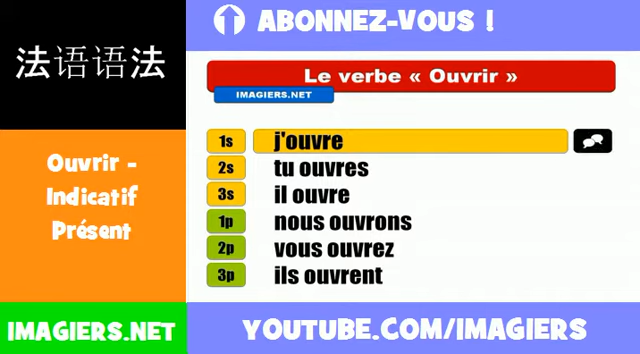 法语语法
ABONNEZ-VOUS !
Le verbe « Ouvrir »
IMAGIERS.NET
Ouvrir -
Indicatif
Présent
1s j'ouvre
2s tu ouvres
3s il ouvre
1p nous ouvrons
2p vous ouvrez
3p ils ouvrent
IMAGIERS.NET
YOUTUBE.COM/IMAGIERS